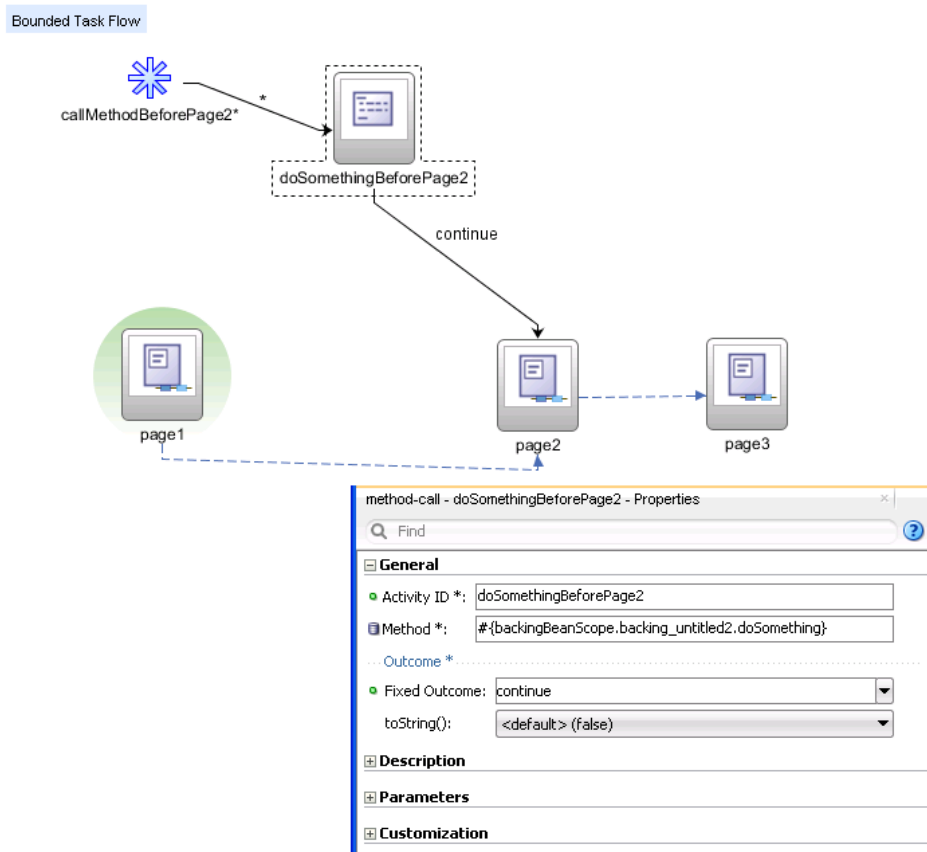 Bounded Task Flow
*
callMethodBeforePage2*
doSomethingBeforePage2
continue
page1
page2
page3
method-call - doSomethingBeforePage2 - Properties
Find
General
Activity ID *: doSomethingBeforePage2
Method *: #{backingBeanScope.backing_untitled2.doSomething}
Outcome *
Fixed Outcome: continue
toString(): <default> (false)
Description
Parameters
Customization